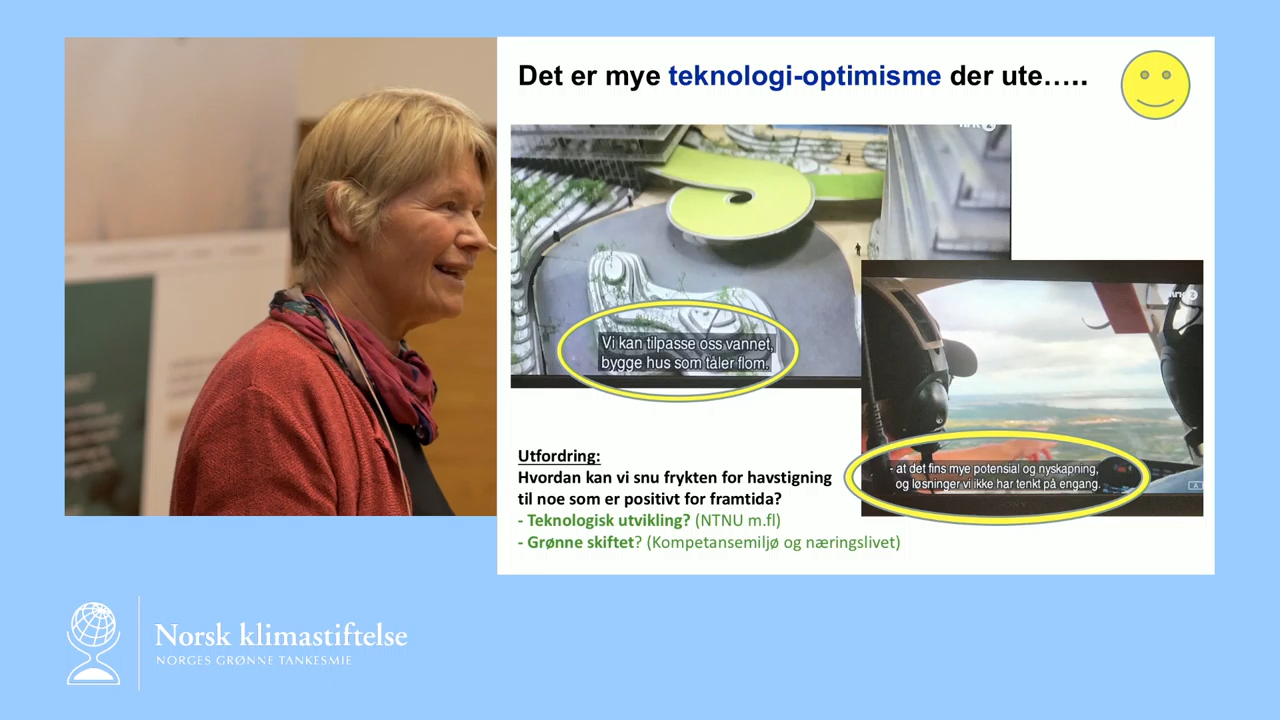 Det er mye teknologi-optimisme der ute…..
Vi kan tilpasse oss vannet,
bygge hus som tåler flom.
- at det fins mye potensial og nyskapning,
og løsninger vi ikke har tenkt på engang.
Utfordring:
Hvordan kan vi snu frykten for havstigning
til noe som er positivt for framtida?
- Teknologisk utvikling? (NTNU m.fl)
- Grønne skiftet? (Kompetansemiljø og næringslivet)
Norsk klimastiftelse
NORGES GRØNNE TANKESMIE